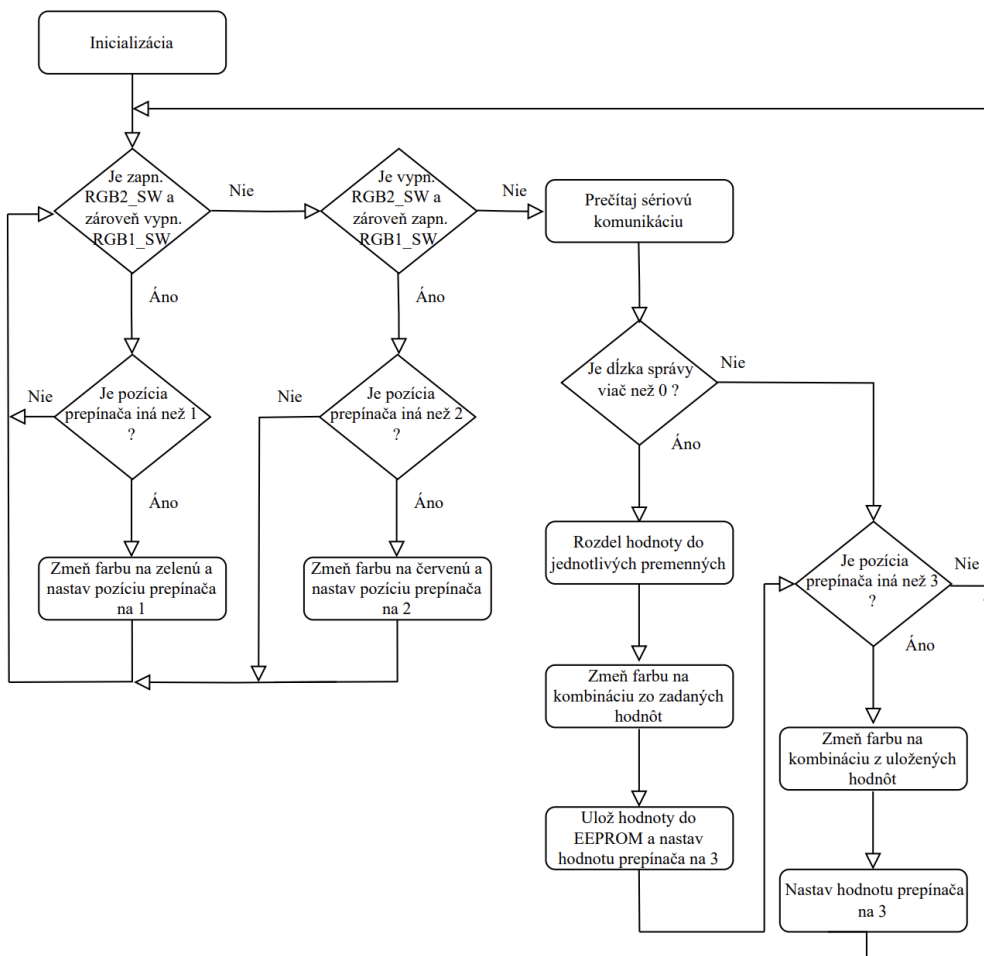 Inicializácia
Je zapn.
RGB2_SW a
zároveň vypn.
RGB1_SW
Nie
Je vypn.
RGB2_SW a
zároveň zapn.
RGB1_SW
Nie
Prečítaj sériovú
komunikáciu
Áno
Áno
Je dĺzka správy
viač než 0 ?
Nie
Nie
Je pozícia
prepínača iná než 1
?
Nie
Je pozícia
prepínača iná než 2
?
Áno
Áno
Áno
Rozdel hodnoty do
jednotlivých premenných
Zmeň farbu na zelenú a
nastav pozíciu prepínača
na 1
Zmeň farbu na červenú a
nastav pozíciu prepínača
na 2
Je pozícia
prepínača iná než 3
?
Nie
Áno
Zmeň farbu na
kombináciu zo zadaných
hodnôt
Zmeň farbu na
kombináciu z uložených
hodnôt
Ulož hodnoty do
EEPROM a nastav
hodnotu prepínača na 3
Nastav hodnotu prepínača
na 3